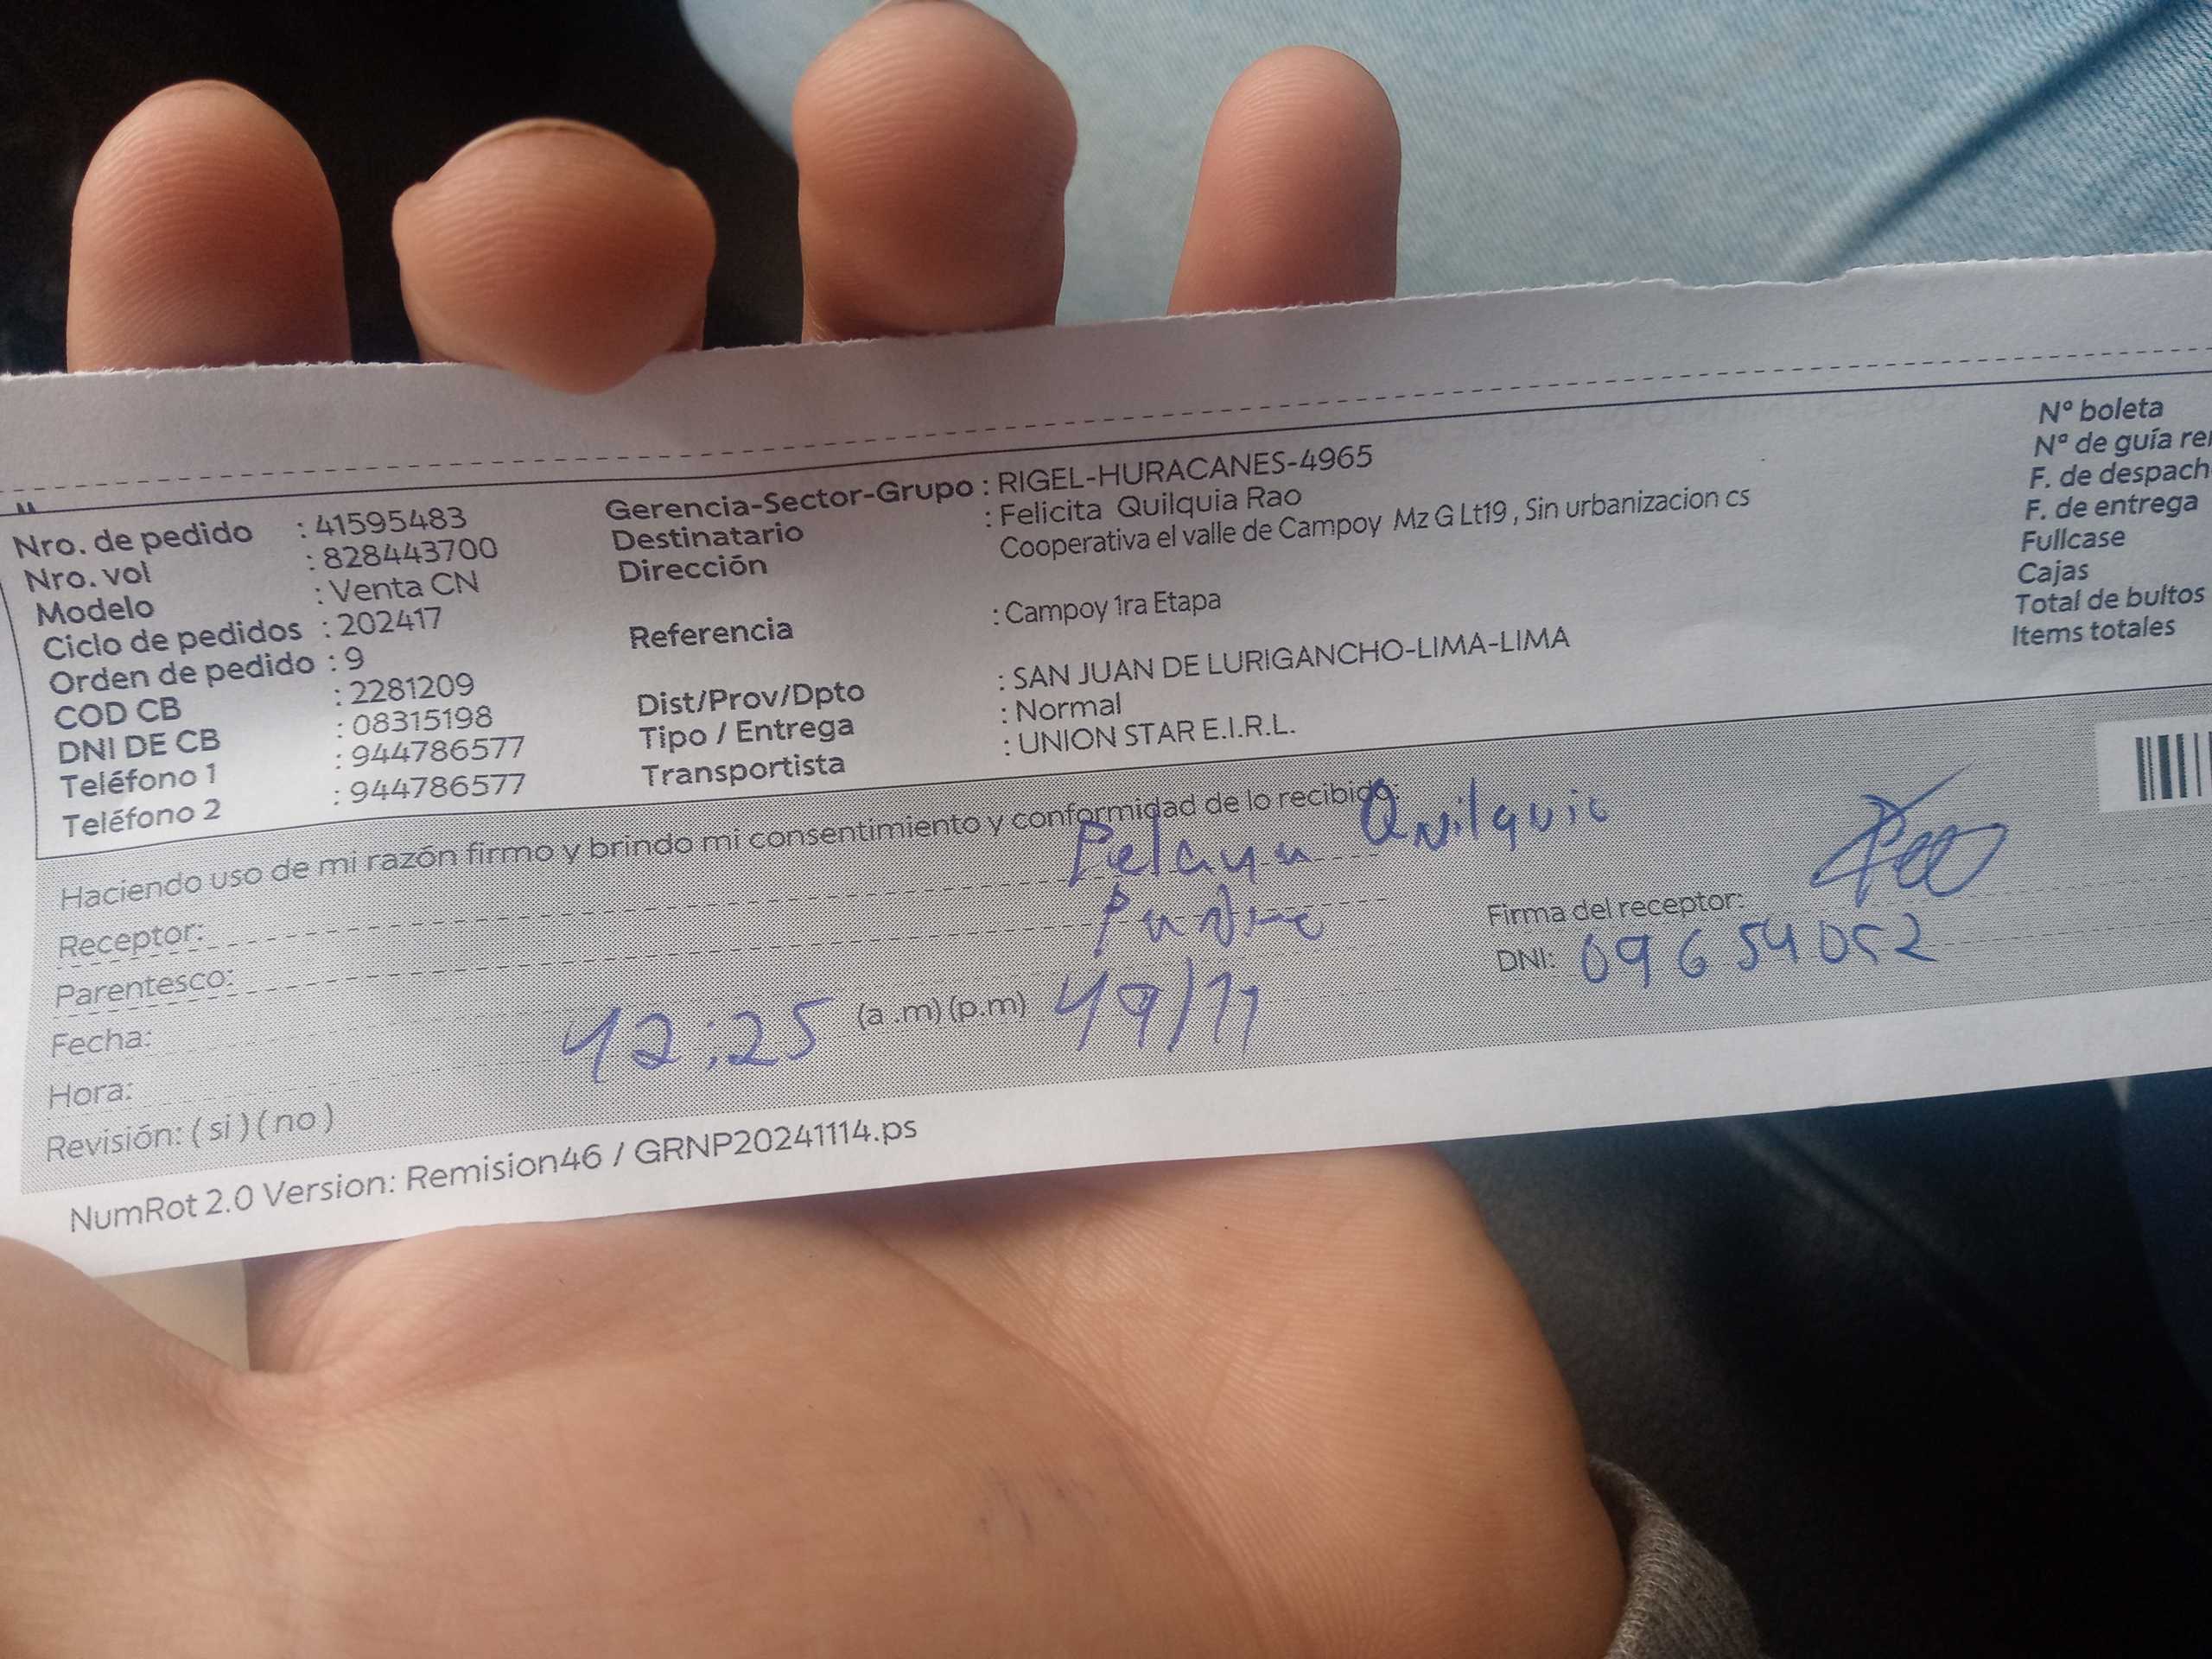 Nro. de pedido : 41595483
Nro. vol : 828443700
Modelo : Venta CN
Ciclo de pedidos : 202417
Orden de pedido : 9
COD CB : 2281209
DNI DE CB : 08315198
Teléfono 1 : 944786577
Teléfono 2 : 944786577
Gerencia-Sector-Grupo : RIGEL-HURACANES-4965
Destinatario : Felicita Quilquia Rao
Dirección Cooperativa el valle de Campoy Mz G Lt19 , Sin urbanizacion cs
Referencia : Campoy 1ra Etapa
Dist/Prov/Dpto : SAN JUAN DE LURIGANCHO-LIMA-LIMA
Tipo / Entrega : Normal
Transportista : UNION STAR E.I.R.L.
N° boleta
N° de guía
F. de despach
F. de entrega
Fullcase
Cajas
Total de bultos
Items totales
Haciendo uso de mi razón firmo y brindo mi consentimiento y conformidad de lo recibido:
Receptor:
Parentesco: Padre
Fecha: 19/11
Hora: 12:25 (a .m) (p.m)
Revisión: ( si ) ( no )
Firma del receptor:
DNI: 09654052
NumRot 2.0 Version: Remision46 / GRNP20241114.ps